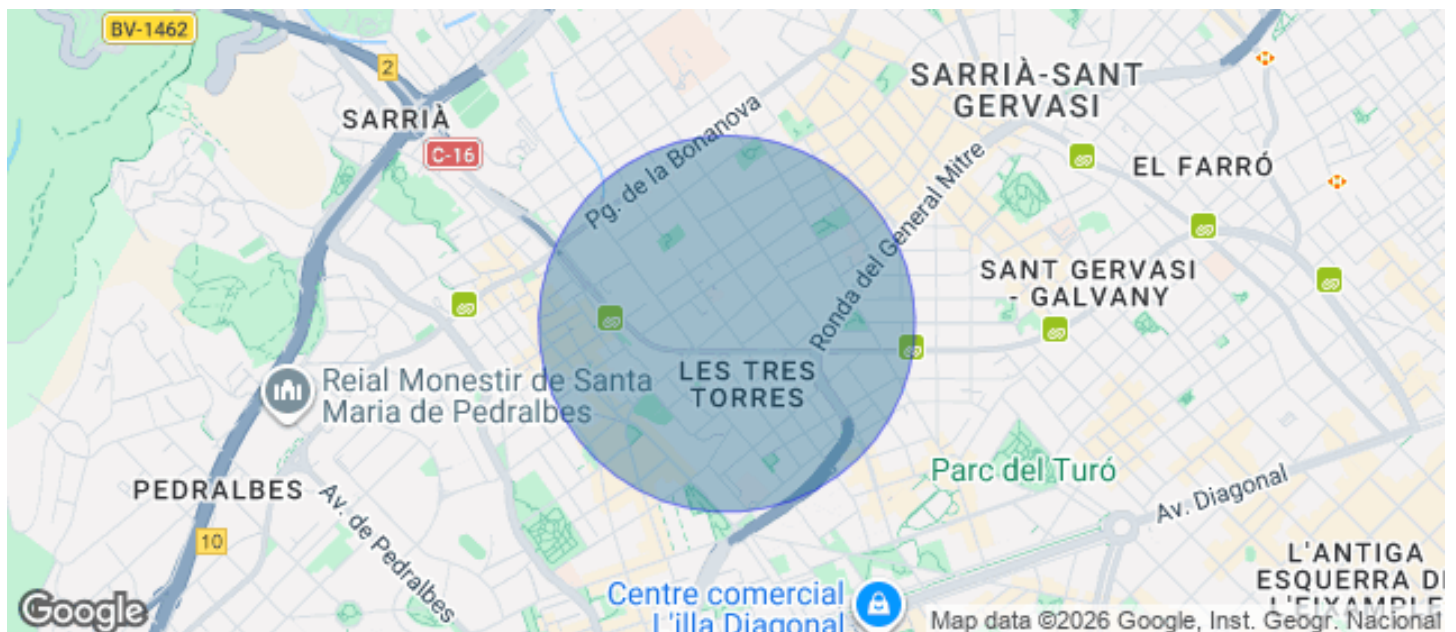 BV-1462
2
SARRIÀ
C-16
Pg. de la Bonanova
SARRIÀ-SANT
GERVASI
EL FARRÓ
Ronda del General Mitre
SANT GERVASI
- GALVANY
LES TRES
TORRES
Reial Monestir de Santa
Maria de Pedralbes
PEDRALBES
Av. de Pedralbes
10
Parc del Turó
Av. Diagonal
L'ANTIGA
ESQUERRA DE
L'EIXAMPLE
Centre comercial
L'illa Diagonal
Google
Map data ©2026 Google, Inst. Geogr. Nacional